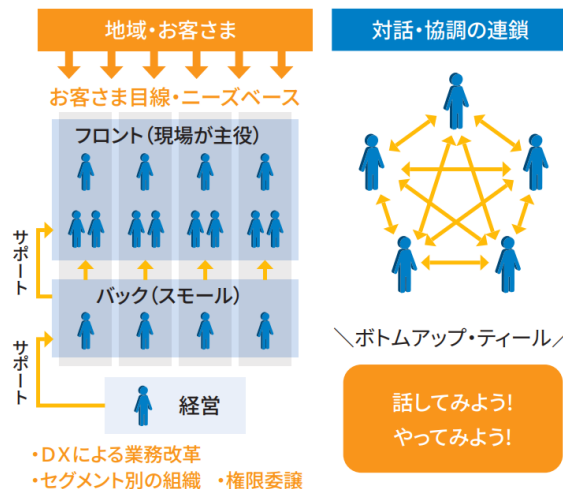 地域・お客さま
お客さま目線・ニーズベース
フロント（現場が主役）
サポート
バック（スモール）
サポート
経営
・DXによる業務改革
・セグメント別の組織 ・権限委譲
対話・協調の連鎖
＼ボトムアップ・ティール／
話してみよう!
やってみよう!